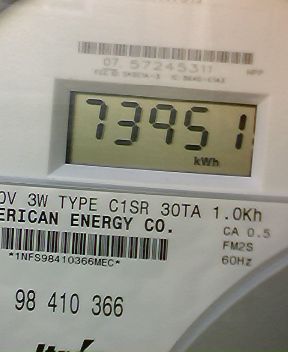 07 57245311
73951
kWh
0V 3W TYPE C1SR 30TA 1.0Kh
ERICAN ENERGY CO.
CA 0.5
*1NFS98410366MEC*
FM2S
60Hz
98 410 366